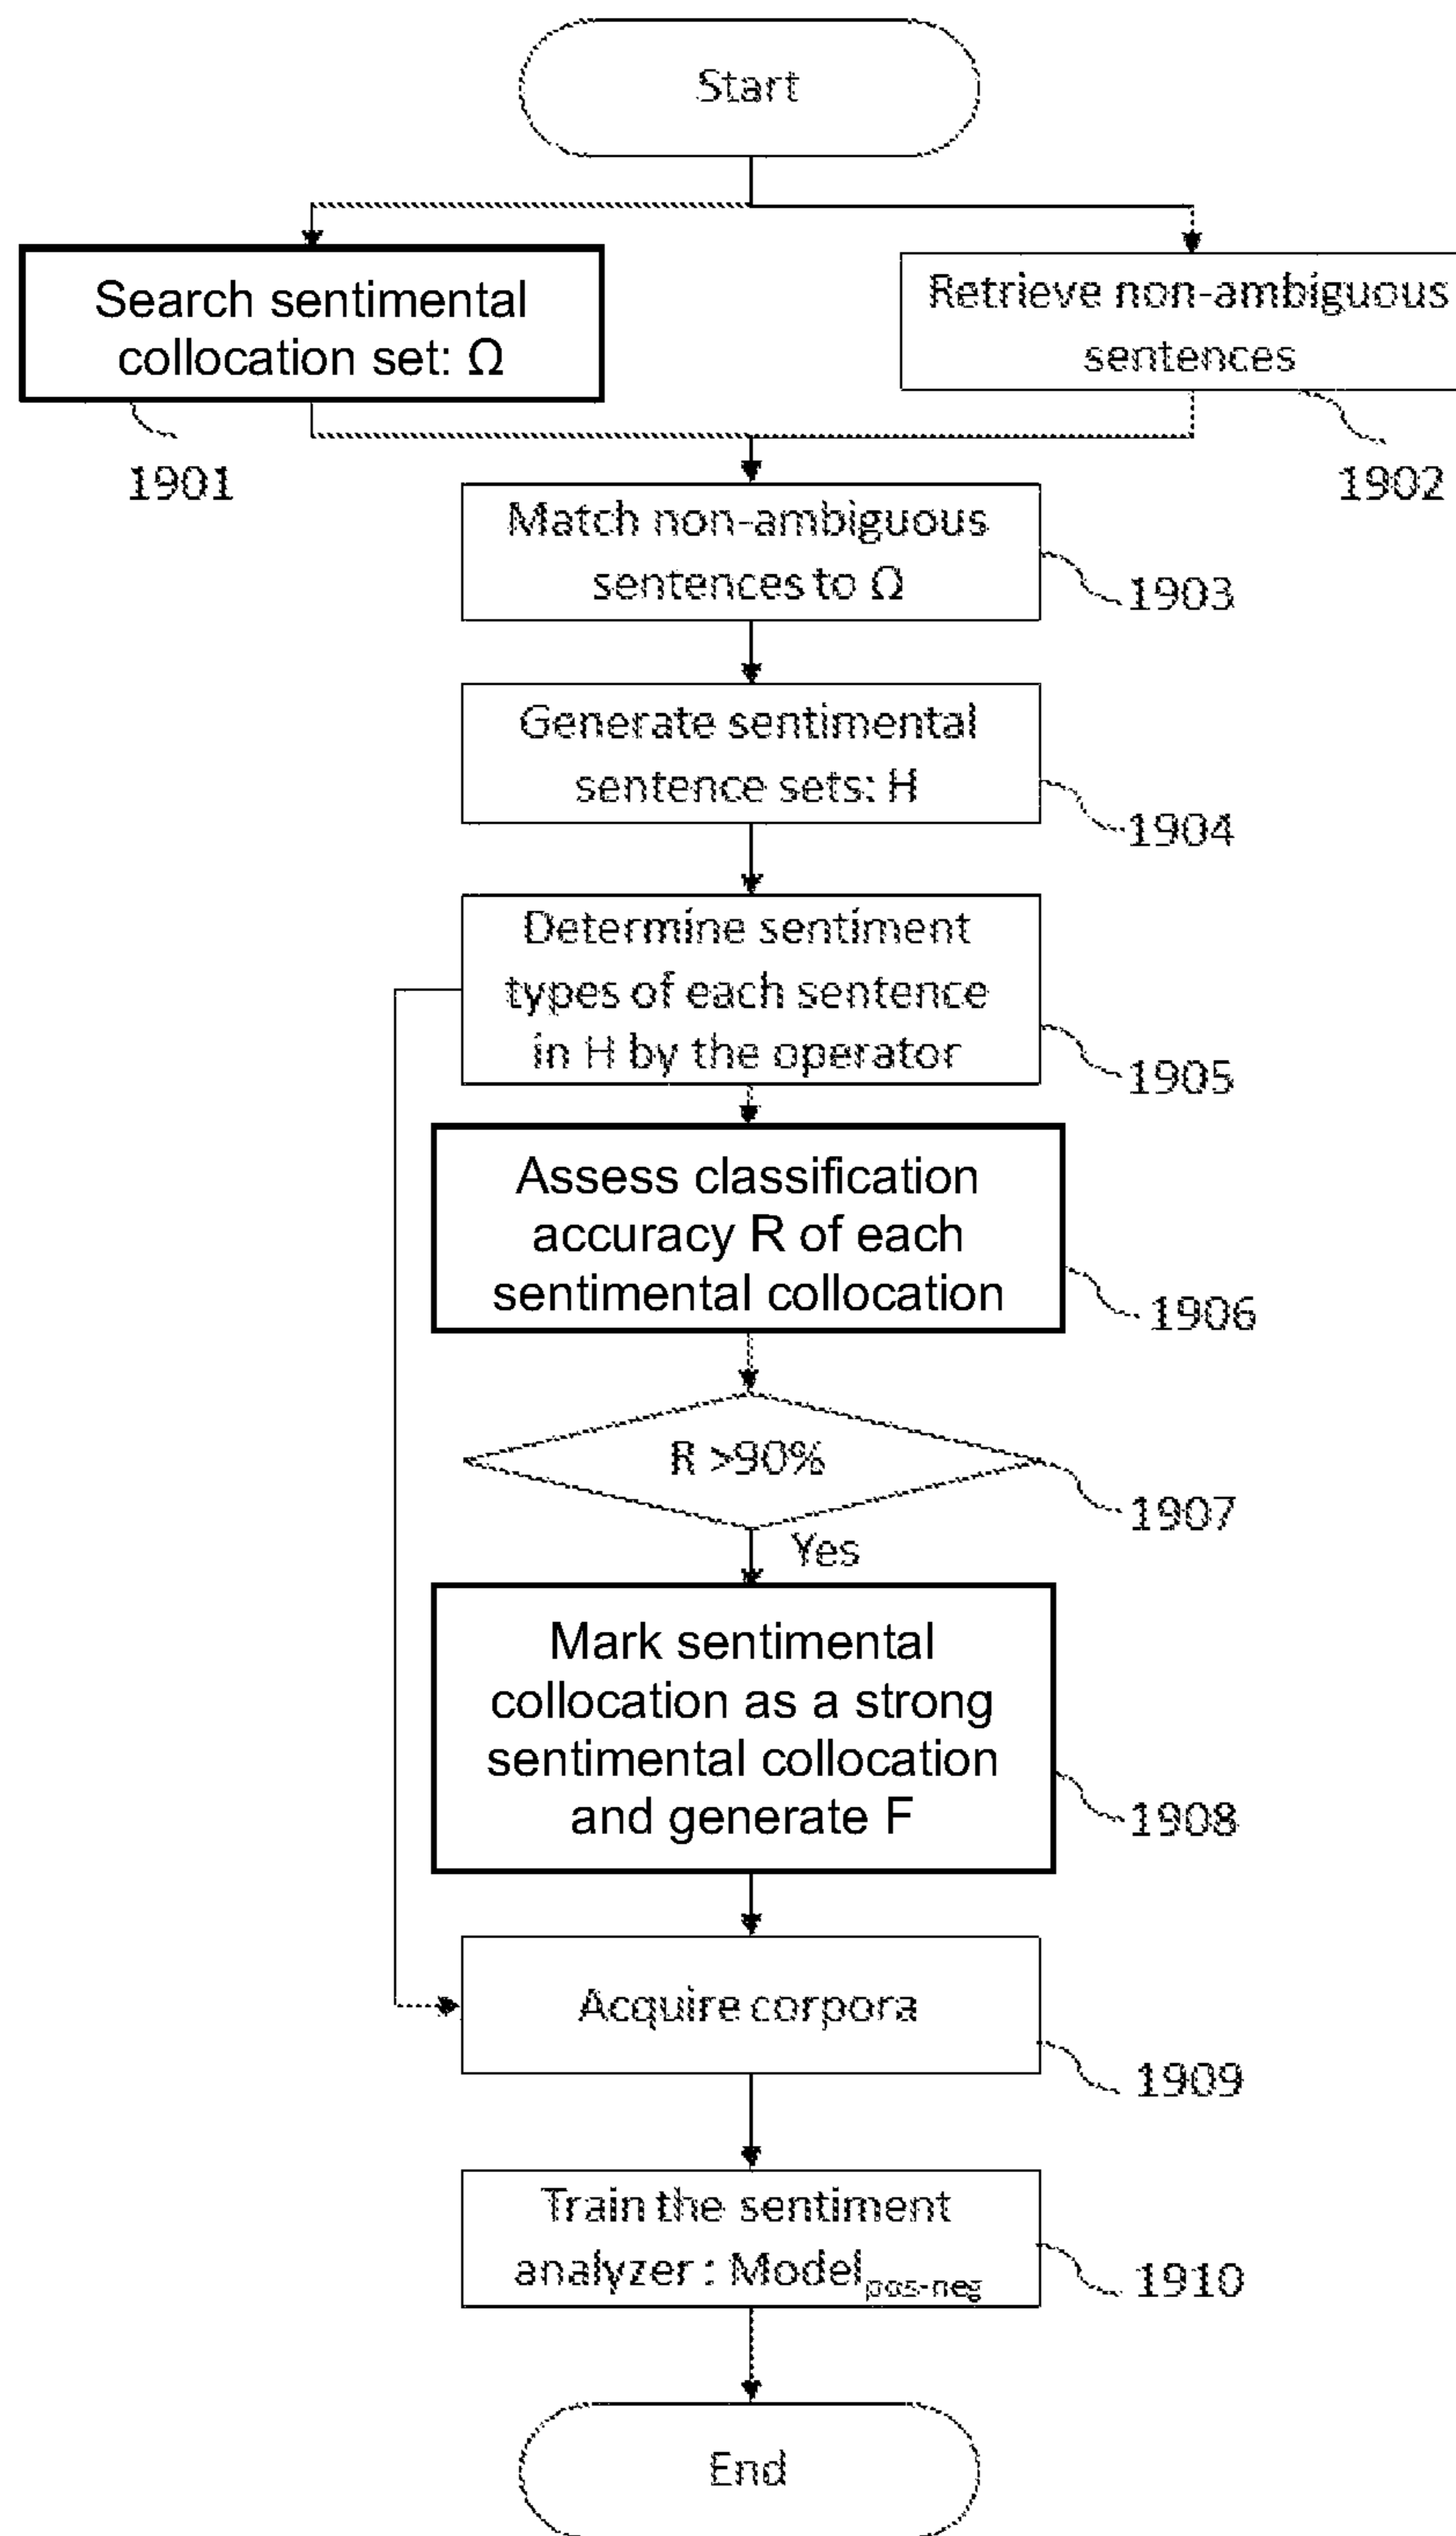 Start
Search sentimental
collocation set: Ω
1901
Retrieve non-ambiguous
sentences
1902
Match non-ambiguous
sentences to Ω
1903
Generate sentimental
sentence sets: H
1904
Determine sentiment
types of each sentence
in H by the operator
1905
Assess classification
accuracy R of each
sentimental collocation
1906
R >90%
1907
Yes
Mark sentimental
collocation as a strong
sentimental collocation
and generate F
1908
Acquire corpora
1909
Train the sentiment
analyzer : Model pos-neg
1910
End